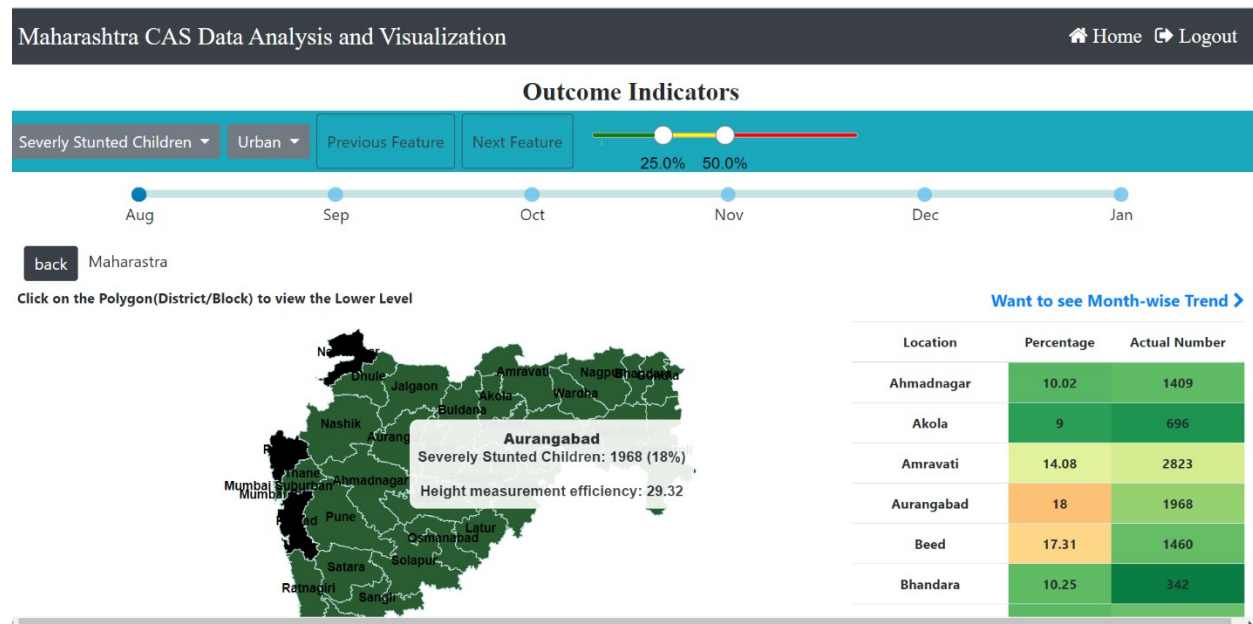 Maharashtra CAS Data Analysis and Visualization
Home Logout
Outcome Indicators
Severly Stunted Children Urban Previous Feature Next Feature
25.0% 50.0%
Aug Sep Oct Nov Dec Jan
back Maharastra
Click on the Polygon(District/Block) to view the Lower Level
Want to see Month-wise Trend
Dhule
Jalgaon
Buldana
Akola
Amravati
Wardha
Nashik
Ahmadnagar
Mumbai Suburban
Mumbai
Pune
Latur
Osmanabad
Solapur
Satara
Ratnagiri
Aurangabad
Severely Stunted Children: 1968 (18%)
Height measurement efficiency: 29.32
Location Percentage Actual Number
Ahmadnagar 10.02 1409
Akola 9 696
Amravati 14.08 2823
Aurangabad 18 1968
Beed 17.31 1460
Bhandara 10.25 342